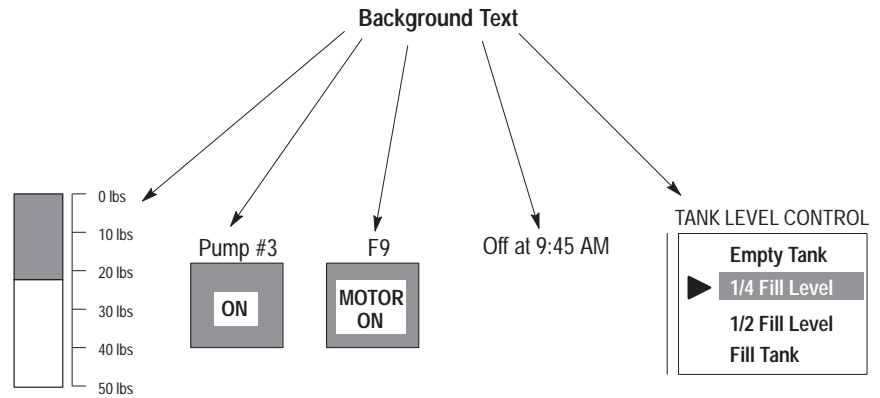 Background Text
0 lbs
10 lbs
20 lbs
30 lbs
40 lbs
50 lbs
Pump #3
ON
F9
MOTOR
ON
Off at 9:45 AM
TANK LEVEL CONTROL
Empty Tank
1/4 Fill Level
1/2 Fill Level
Fill Tank